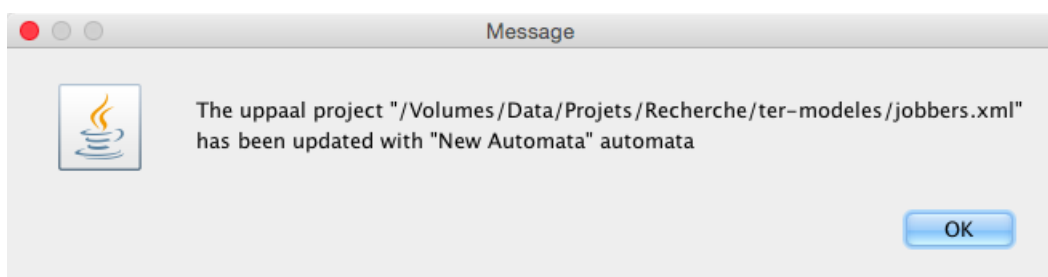 Message
The uppaal project "/Volumes/Data/Projets/Recherche/ter-modeles/jobbers.xml"
has been updated with "New Automata" automata
OK